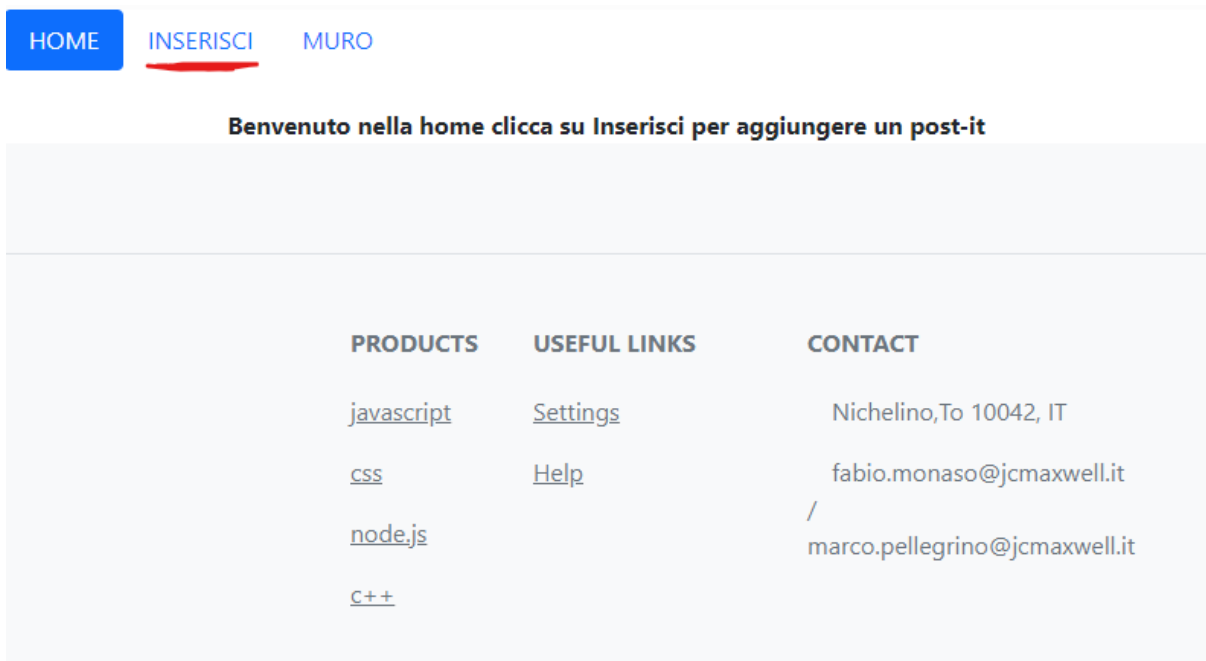 HOME INSERISCI MURO
Benvenuto nella home clicca su Inserisci per aggiungere un post-it
PRODUCTS
javascript
css
node.js
c++
USEFUL LINKS
Settings
Help
CONTACT
Nichelino,To 10042, IT
fabio.monaso@jcmaxwell.it
/
marco.pellegrino@jcmaxwell.it